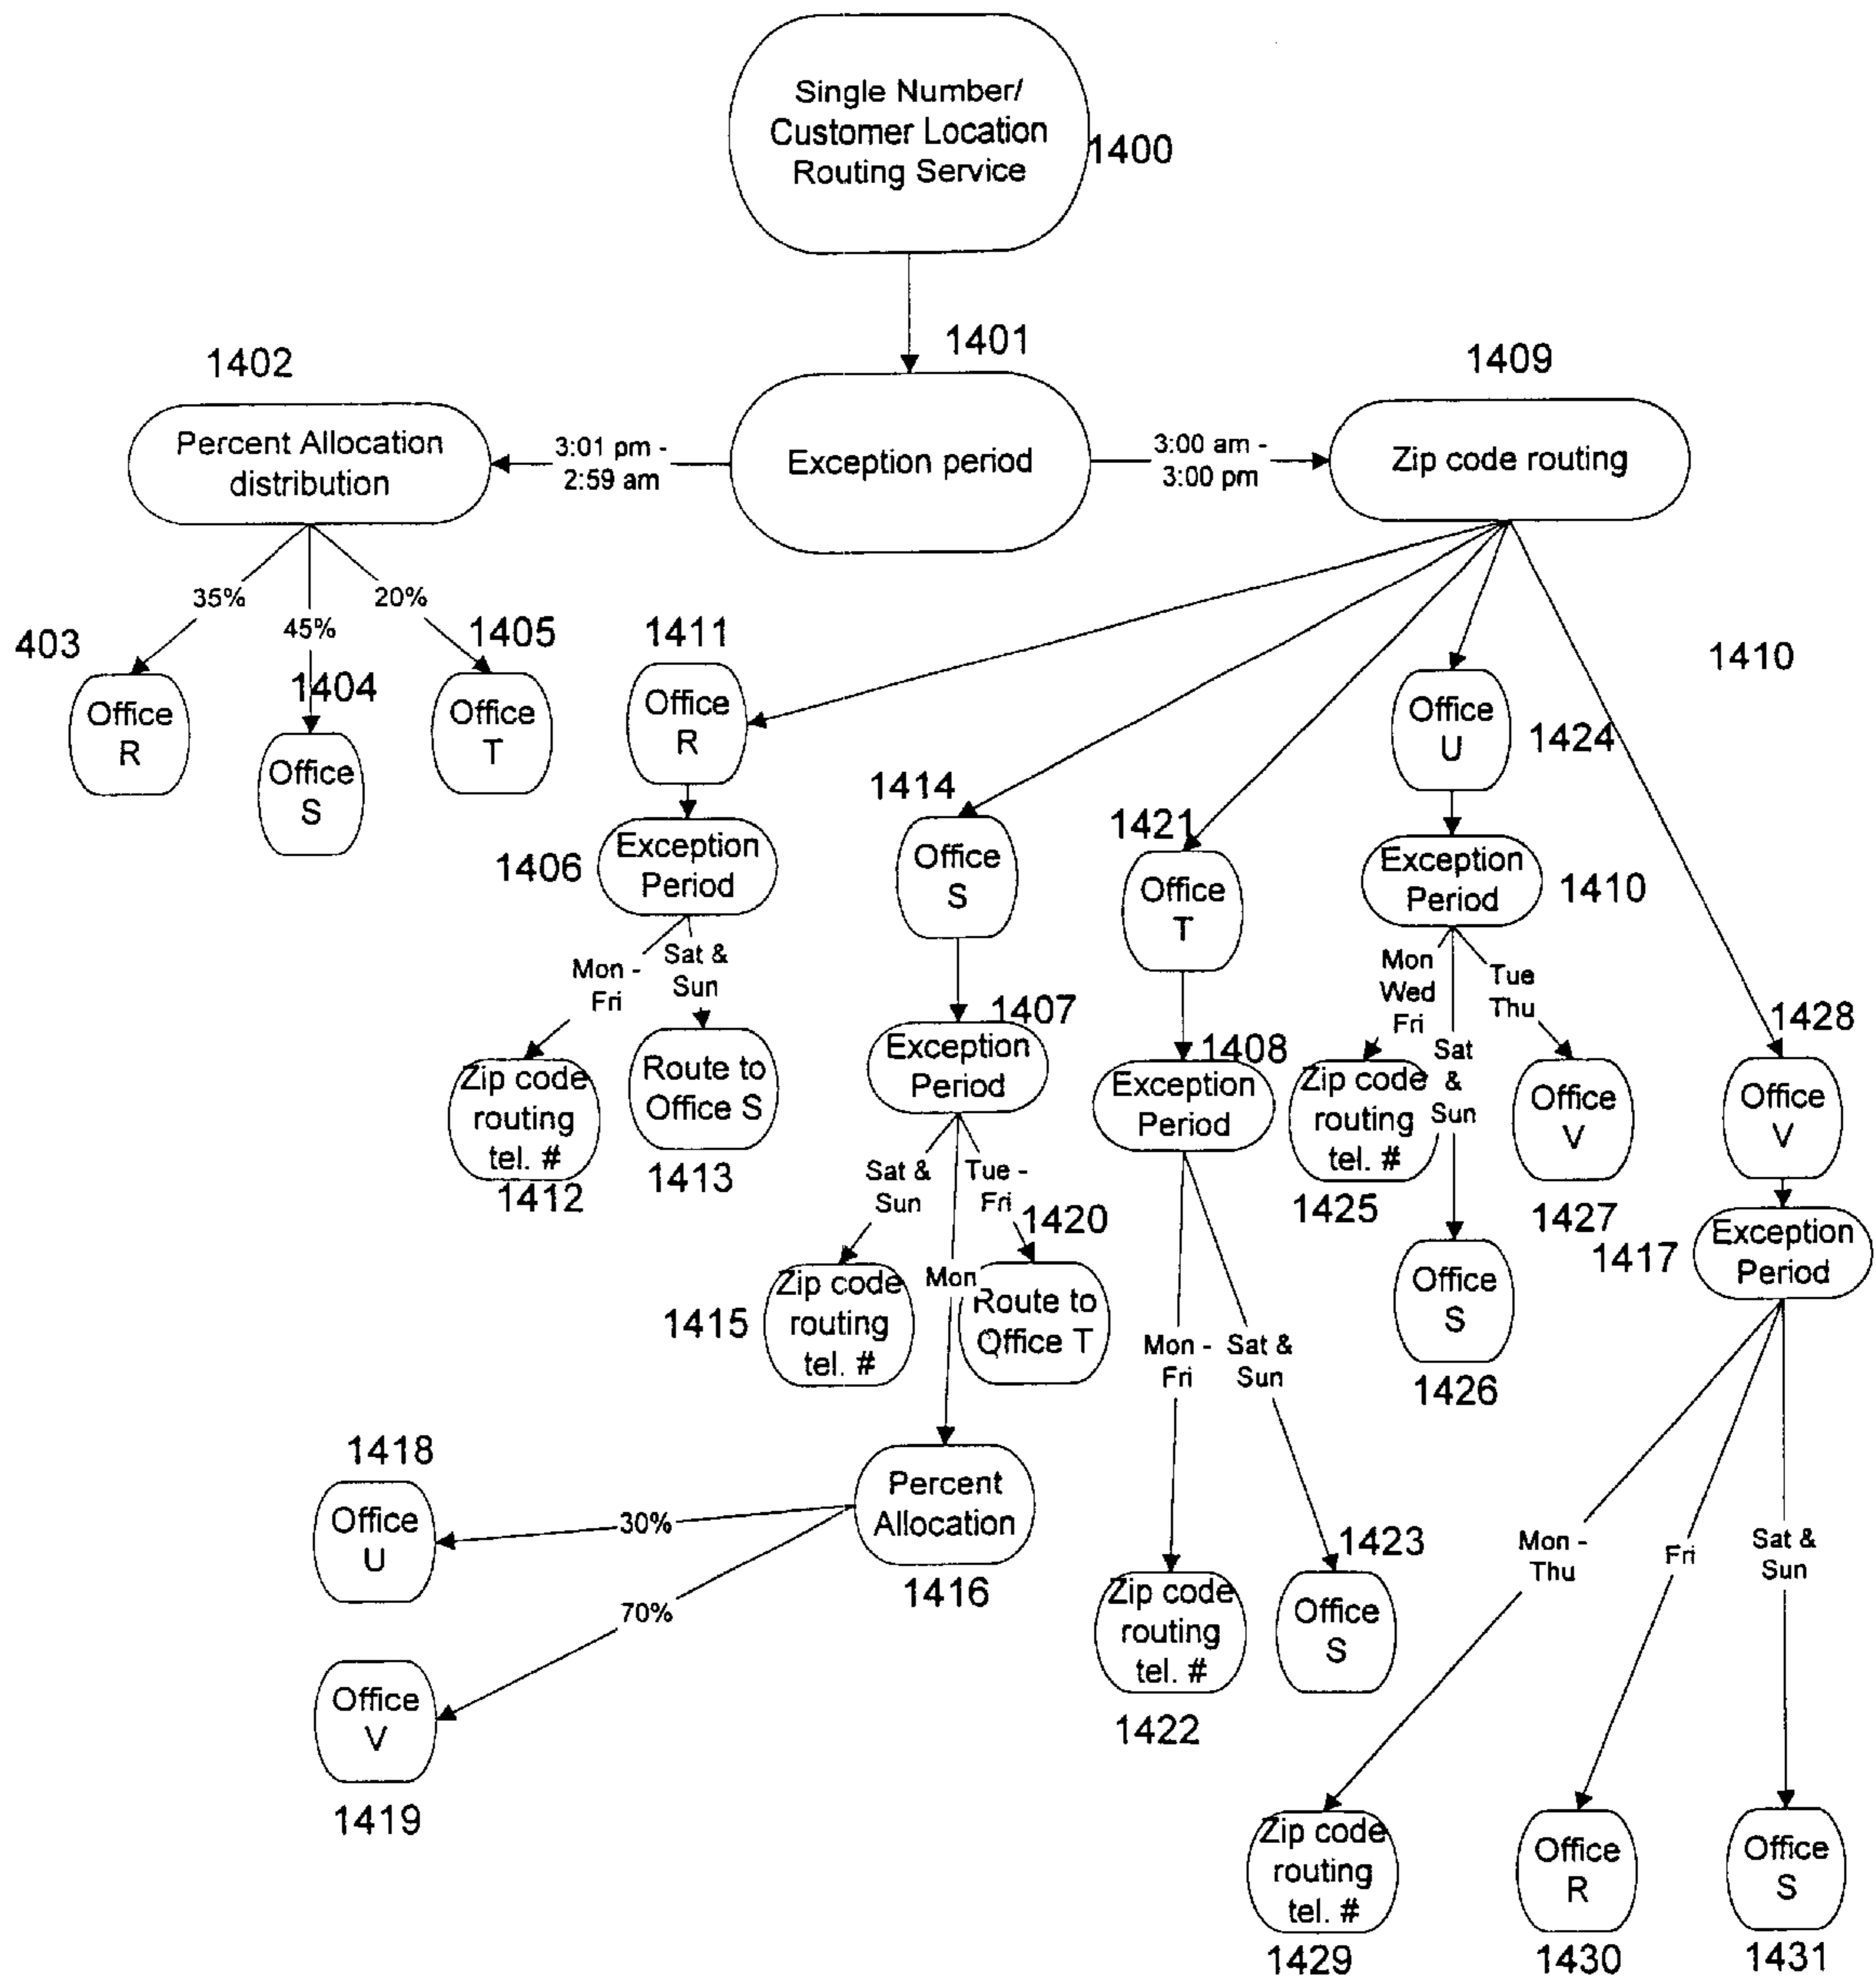 Single Number/
Customer Location
Routing Service
1400
1401
1402
1409
Percent Allocation
distribution
3:01 pm -
2:59 am
Exception period
3:00 am -
3:00 pm
Zip code routing
35%
45%
20%
403
1404
1405
1411
1410
Office
R
Office
S
Office
T
Office
R
Office
U
1424
1414
1421
1406
Exception
Period
Office
S
Office
T
Exception
Period
1410
Mon -
Fri
Sat &
Sun
1407
1408
Mon
Wed
Fri
Sat
&
Sun
Tue
Thu
1428
Zip code
routing
tel. #
1412
Route to
Office S
1413
Exception
Period
Exception
Period
Zip code
routing
tel. #
1425
Office
V
1427
Office
V
Sat &
Sun
Mon
Tue -
Fri
1420
1417
Exception
Period
1415
Zip code
routing
tel. #
Route to
Office T
Mon -
Fri
Sat &
Sun
Office
S
1426
1418
Office
U
30%
70%
Percent
Allocation
1416
1423
Mon -
Thu
Fri
Sat &
Sun
Zip code
routing
tel. #
1422
Office
S
Office
V
1419
Zip code
routing
tel. #
1429
Office
R
1430
Office
S
1431